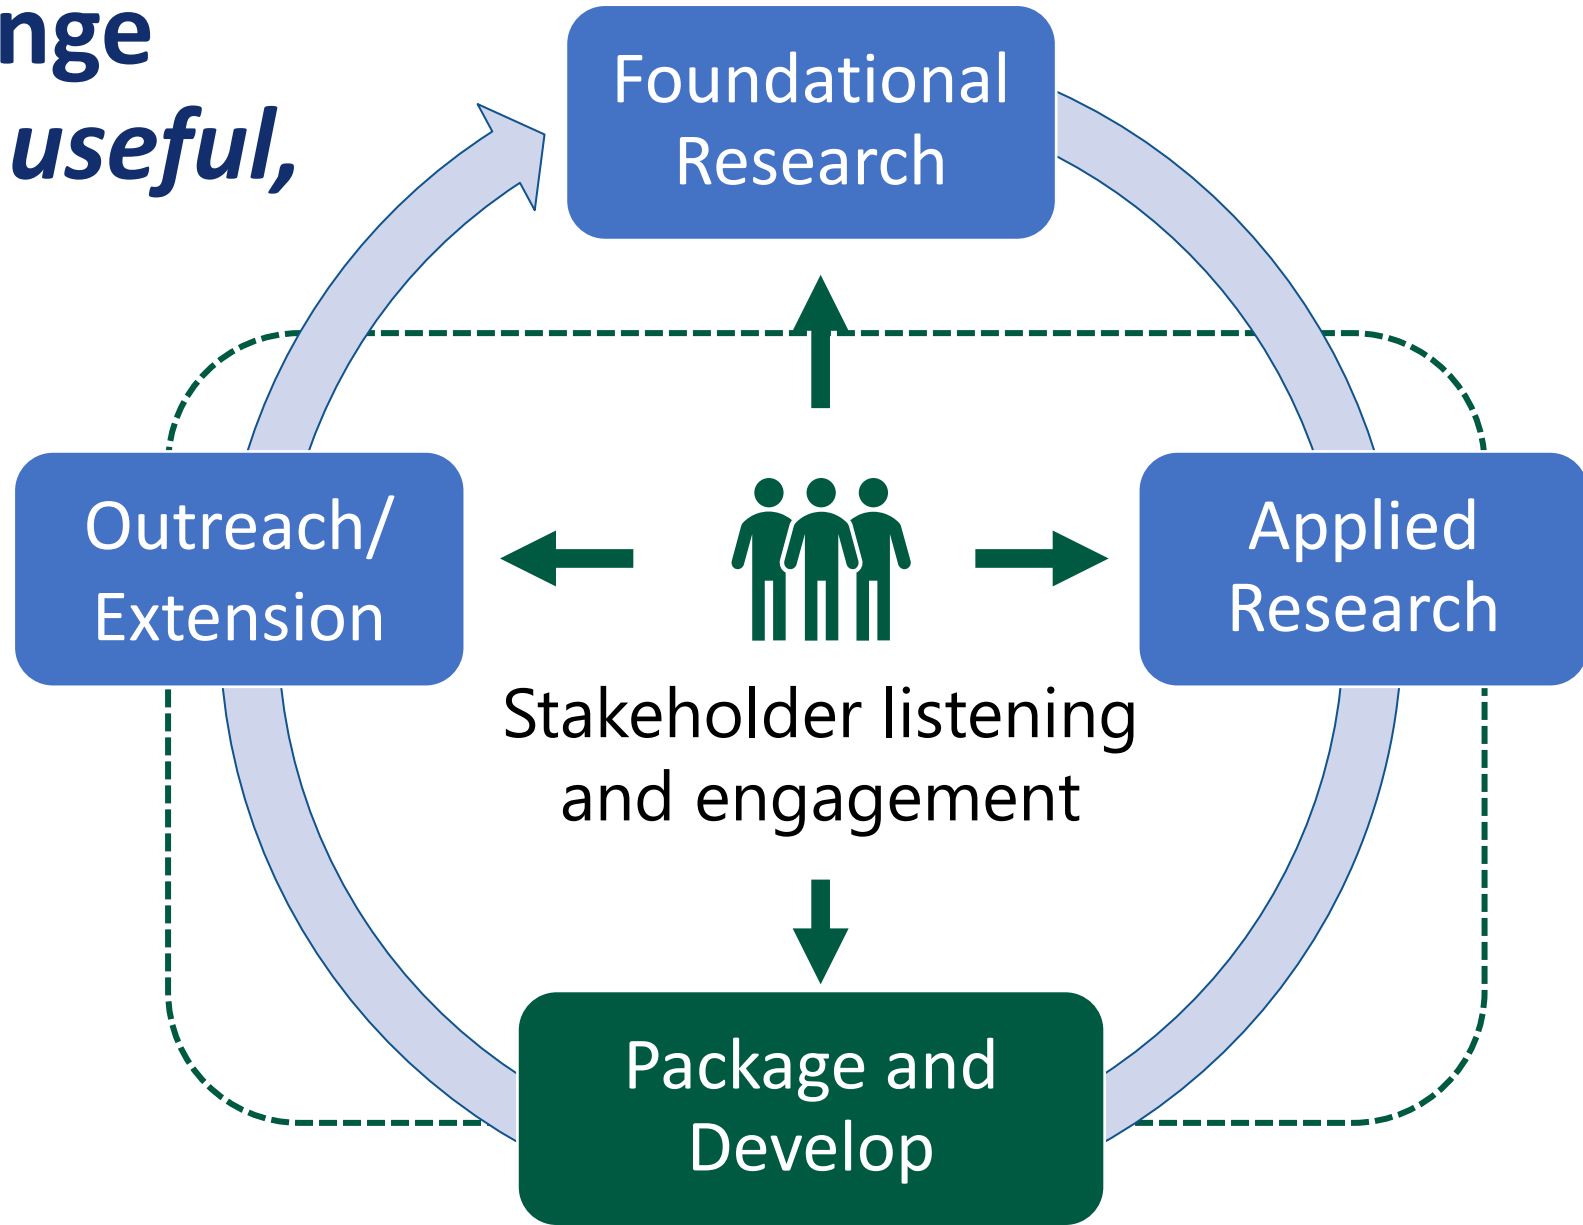 nge
useful,
Foundational
Research
Outreach/
Extension
Applied
Research
Stakeholder listening
and engagement
Package and
Develop